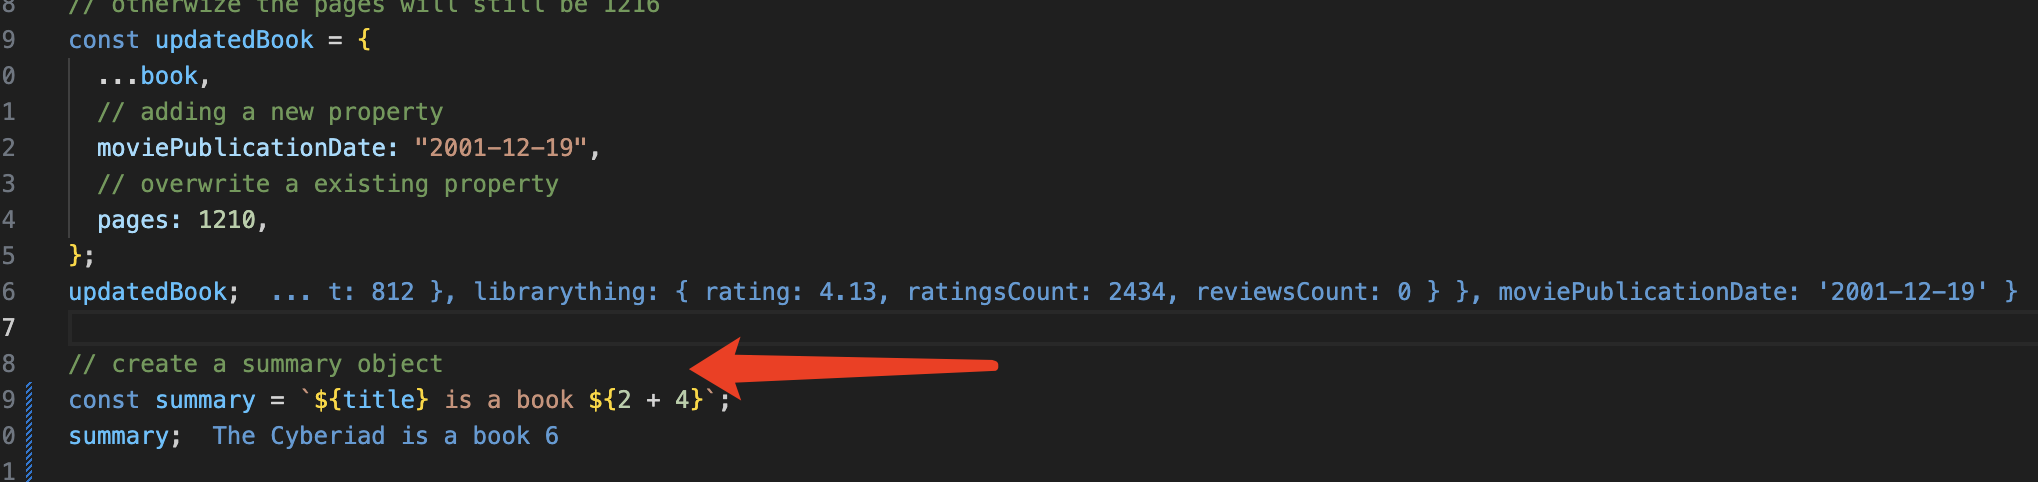 8 // otherwize the pages will still be 1216
9 const updatedBook = {
0 ...book,
1 // adding a new property
2 moviePublicationDate: "2001-12-19",
3 // overwrite a existing property
4 pages: 1210,
5 };
6 updatedBook; ... t: 812 }, librarything: { rating: 4.13, ratingsCount: 2434, reviewsCount: 0 } }, moviePublicationDate: '2001-12-19' }
7
8 // create a summary object
9 const summary = `${title} is a book ${2 + 4}`;
0 summary; The Cyberiad is a book 6
1